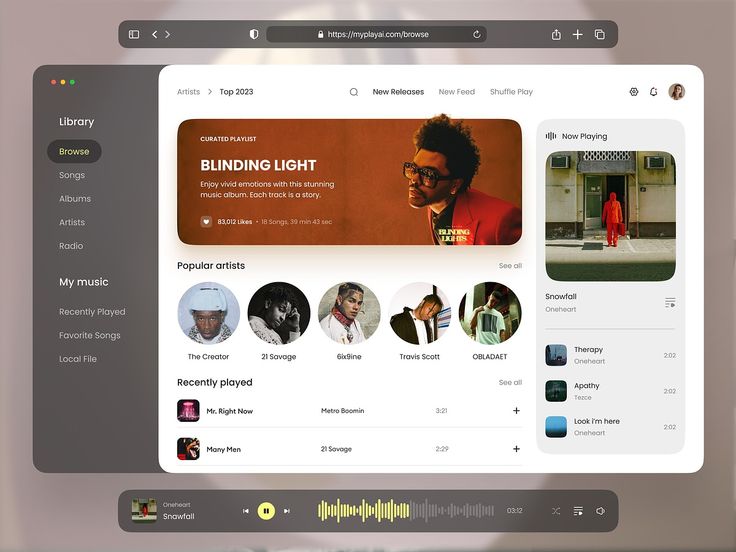 https://myplayai.com/browse
Library
Browse
Songs
Albums
Artists
Radio
My music
Recently Played
Favorite Songs
Local File
Artists > Top 2023
New Releases
New Feed
Shuffle Play
CURATED PLAYLIST
BLINDING LIGHT
Enjoy vivid emotions with this stunning
music album. Each track is a story.
83,012 Likes • 18 Songs, 39 min 43 sec
BLINDING
LIGHTS
Popular artists
See all
The Creator
21 Savage
6ix9ine
Travis Scott
OBLADAET
Recently played
See all
Mr. Right Now
Metro Boomin
3:21
Many Men
21 Savage
2:29
Now Playing
Snowfall
Oneheart
Therapy
Oneheart
2:02
Apathy
Tezce
2:02
Look i'm here
Oneheart
2:02
Oneheart
Snawfall
03:12